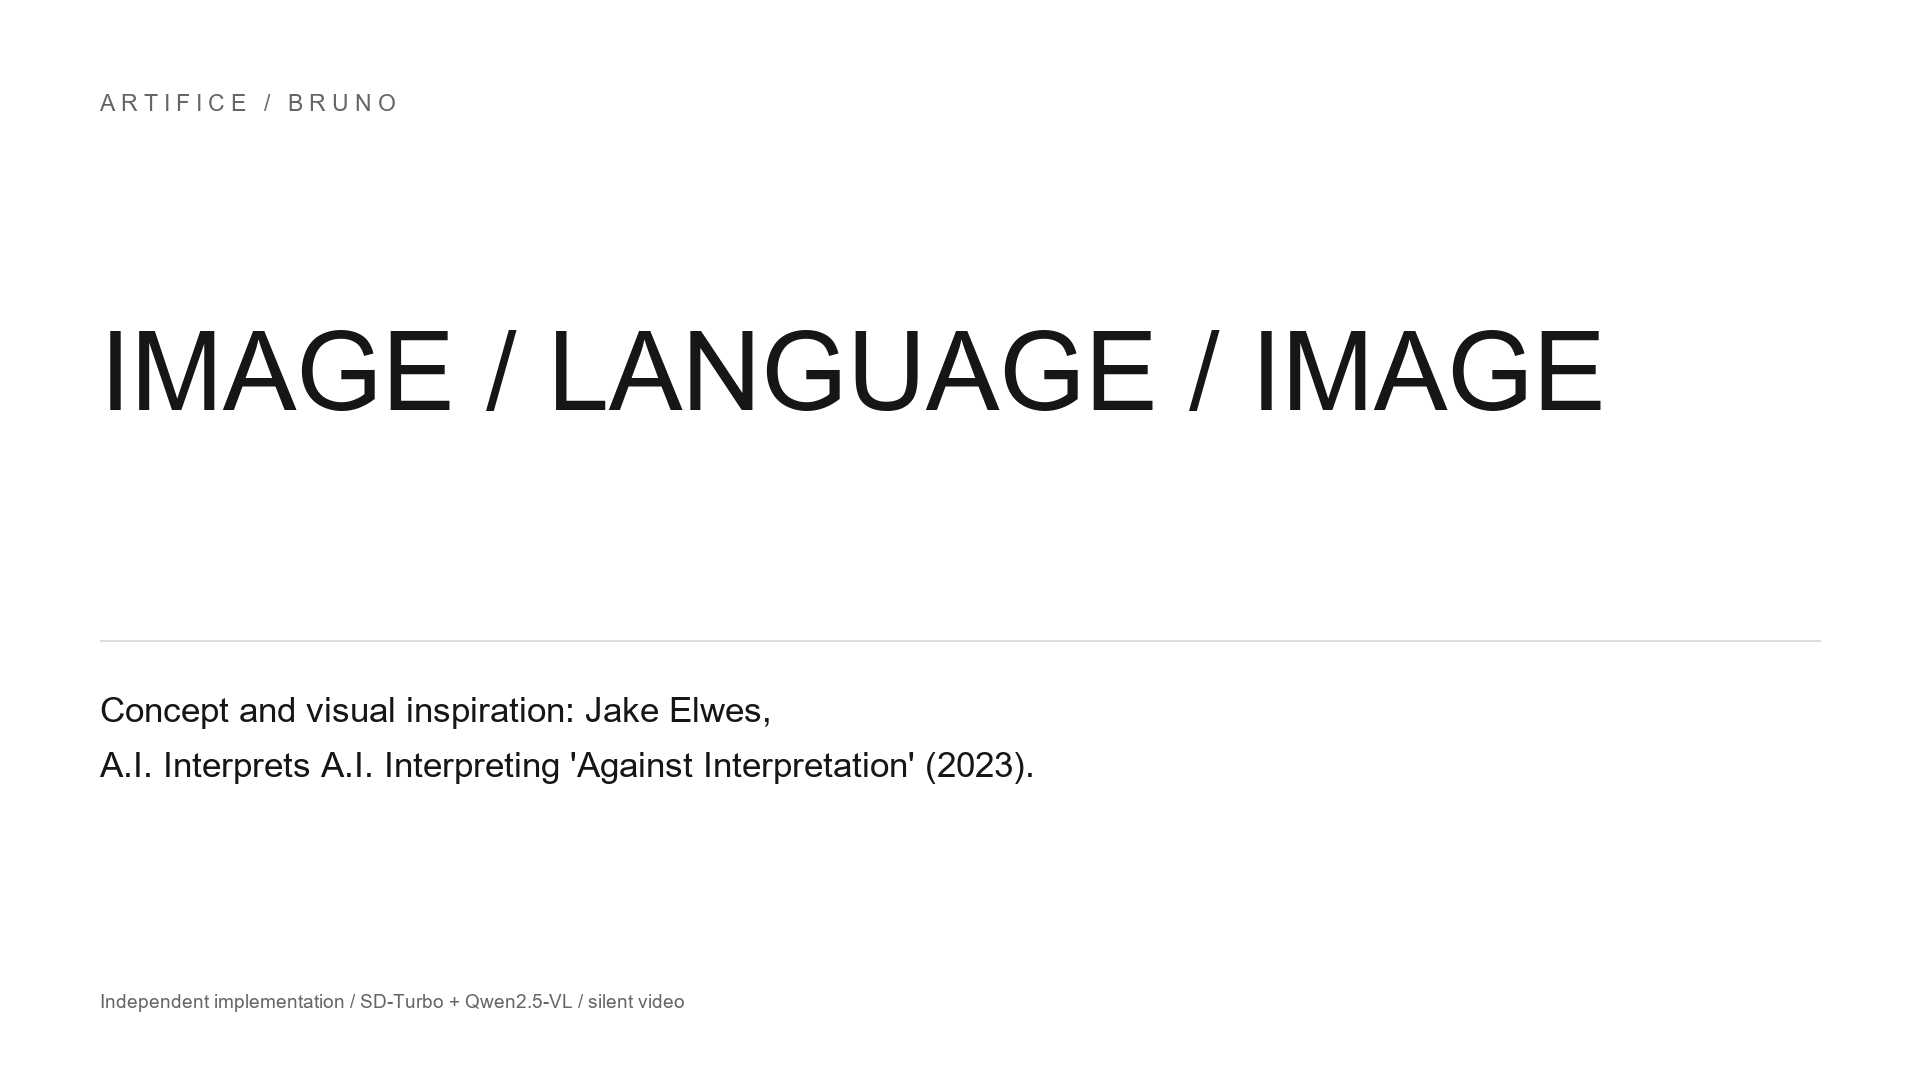 ARTIFICE / BRUNO
IMAGE / LANGUAGE / IMAGE
Concept and visual inspiration: Jake Elwes,
A.I. Interprets A.I. Interpreting 'Against Interpretation' (2023).
Independent implementation / SD-Turbo + Qwen2.5-VL / silent video